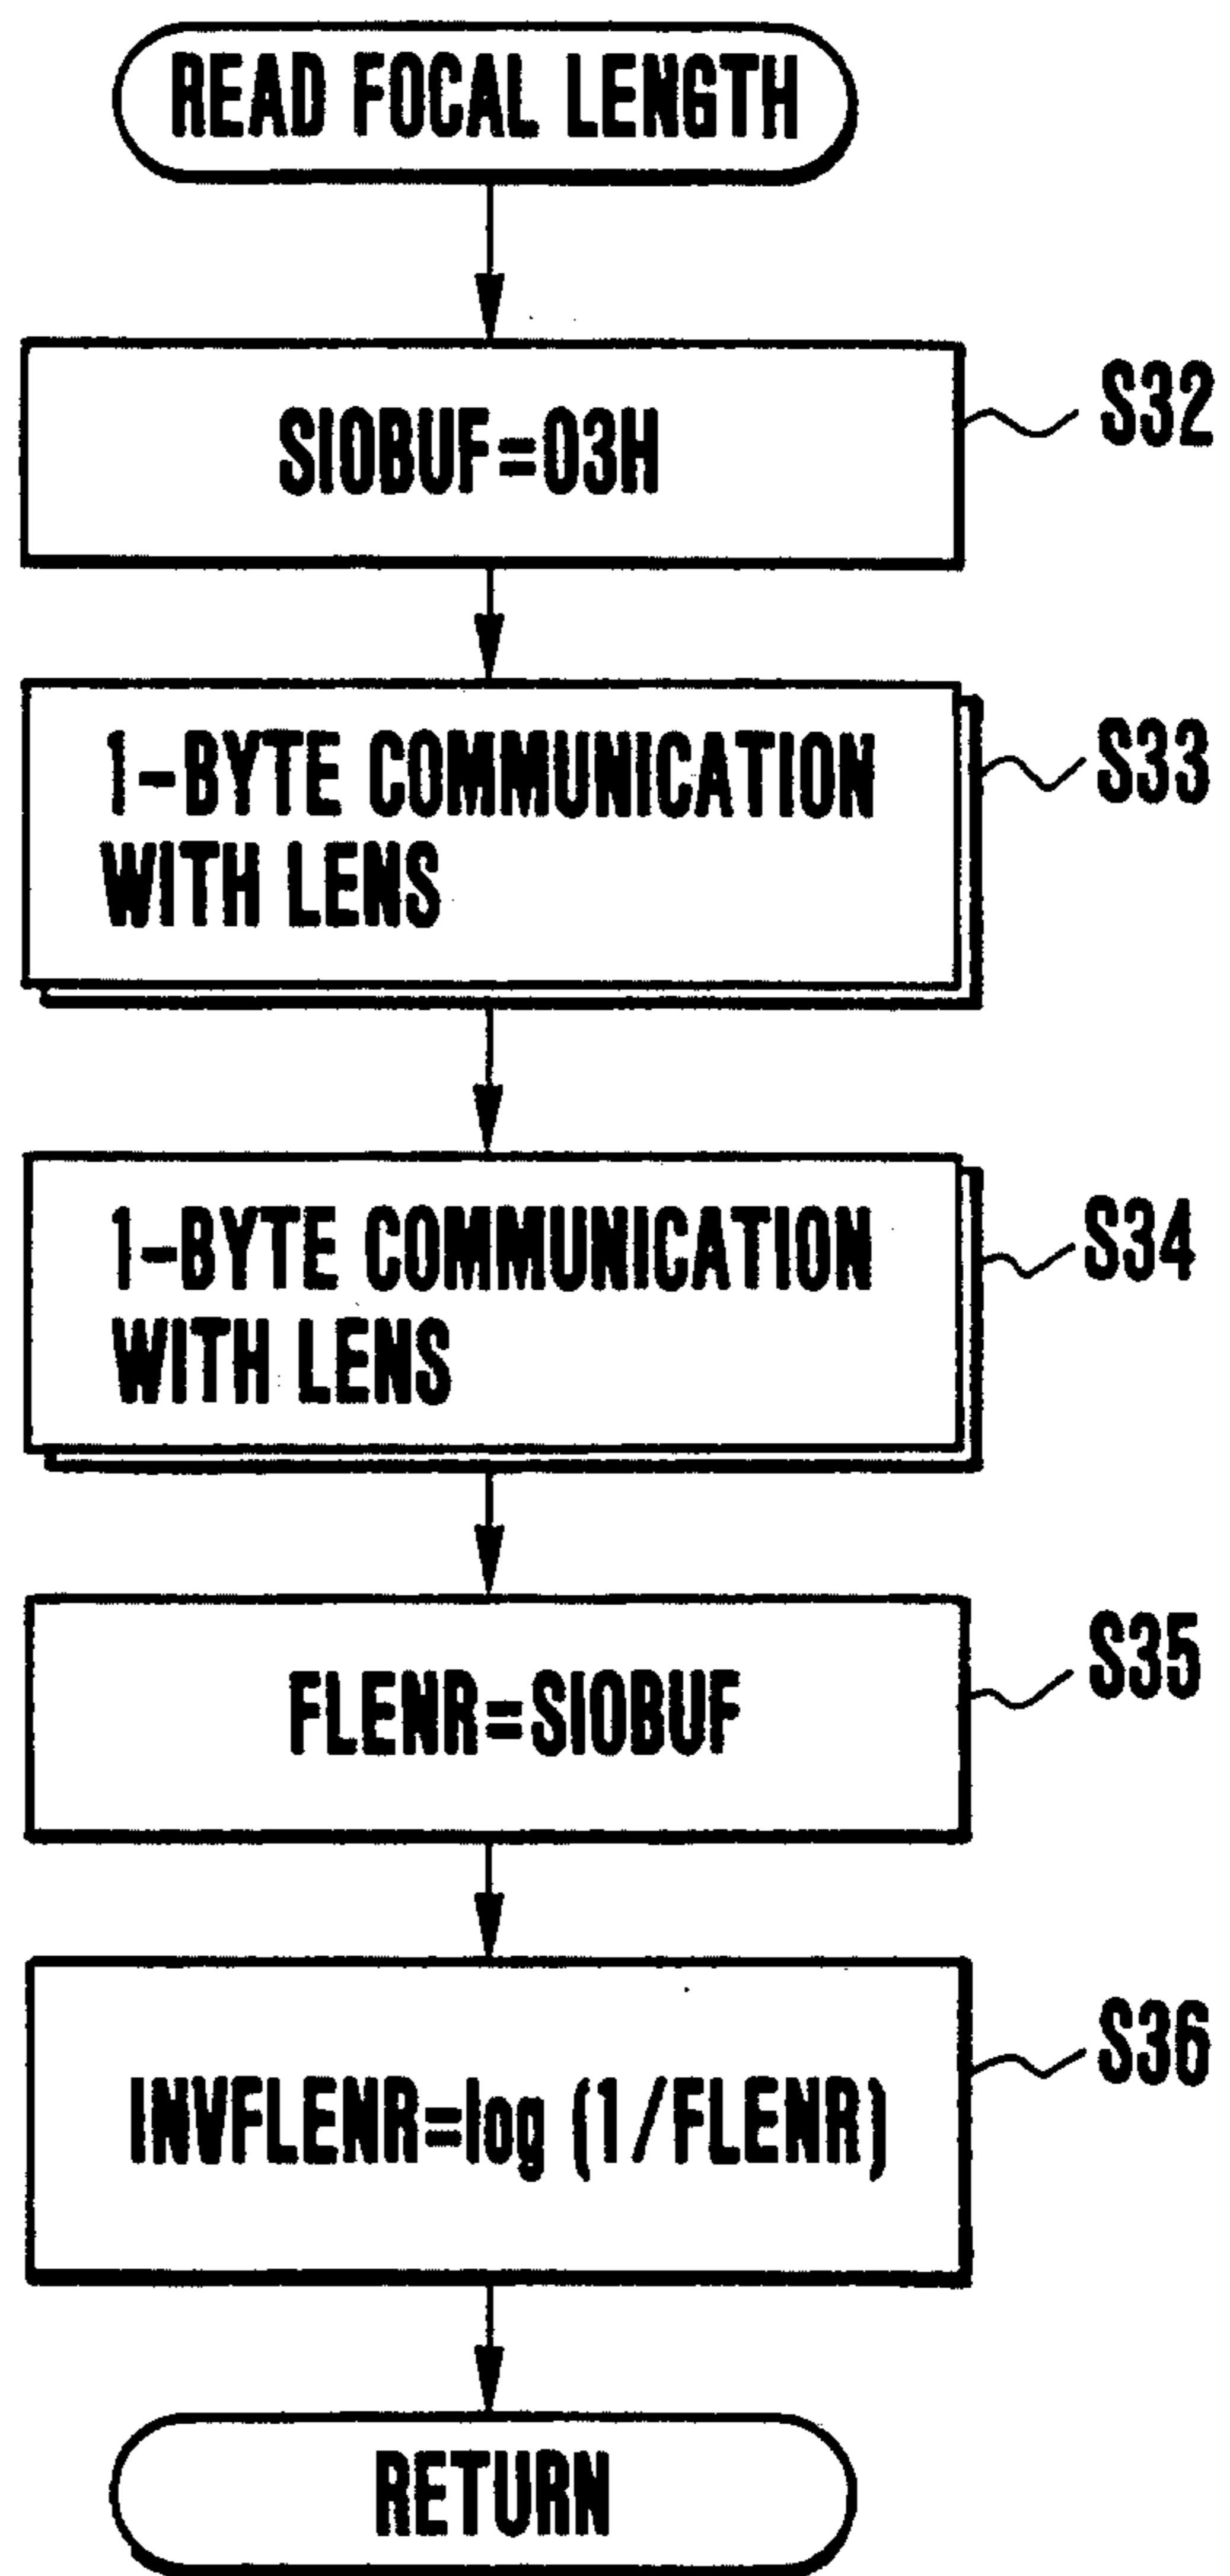 READ FOCAL LENGTH
SIOBUF=03H
S32
1-BYTE COMMUNICATION
WITH LENS
S33
1-BYTE COMMUNICATION
WITH LENS
S34
FLENR=SIOBUF
S35
INVFLENR=log (1/FLENR)
S36
RETURN